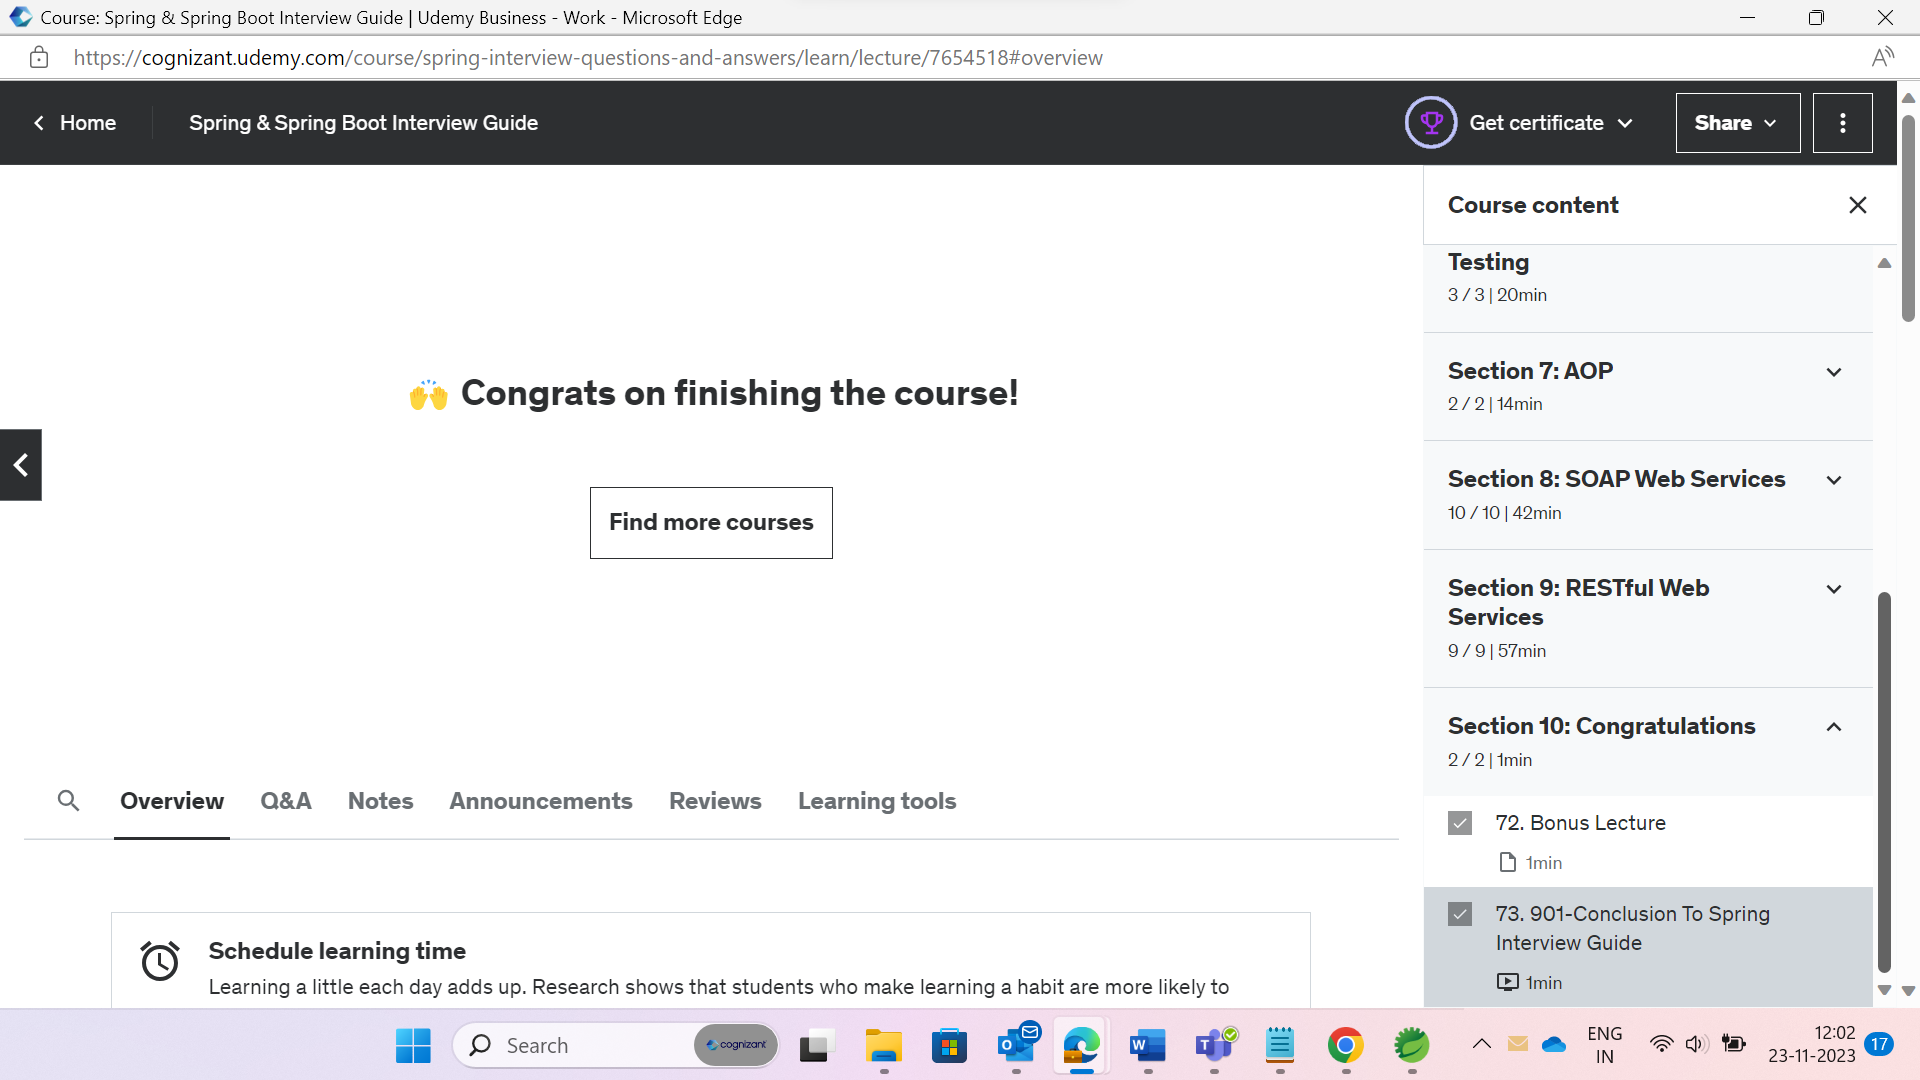 Course: Spring & Spring Boot Interview Guide | Udemy Business - Work - Microsoft Edge
https://cognizant.udemy.com/course/spring-interview-questions-and-answers/learn/lecture/7654518#overview
Home
Spring & Spring Boot Interview Guide
Get certificate
Share
Course content
Testing
3 / 3 | 20min
Section 7: AOP
2 / 2 | 14min
Section 8: SOAP Web Services
10 / 10 | 42min
Section 9: RESTful Web
Services
9 / 9 | 57min
Section 10: Congratulations
2 / 2 | 1min
72. Bonus Lecture
1min
73. 901-Conclusion To Spring
Interview Guide
1min
🙌 Congrats on finishing the course!
Find more courses
Overview
Q&A
Notes
Announcements
Reviews
Learning tools
Schedule learning time
Learning a little each day adds up. Research shows that students who make learning a habit are more likely to
Search
cognizant
ENG
IN
12:02
23-11-2023
17